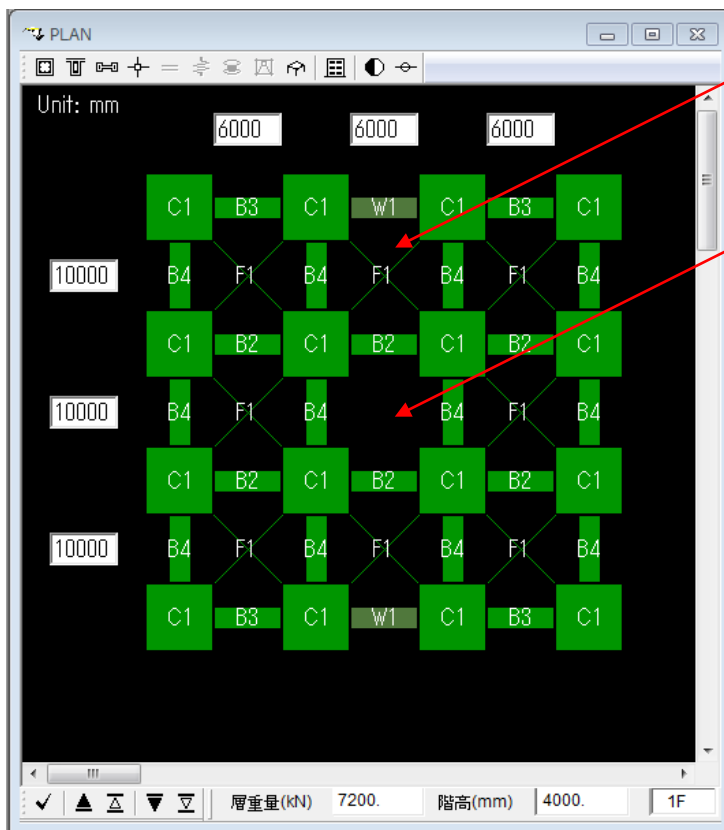 PLAN
Unit: mm
6000 6000 6000
C1 B3 C1 W1 C1 B3 C1
10000 B4 F1 B4 F1 B4 F1 B4
C1 B2 C1 B2 C1 B2 C1
10000 B4 F1 B4 B4 F1 B4
C1 B2 C1 B2 C1 B2 C1
10000 B4 F1 B4 F1 B4 F1 B4
C1 B3 C1 W1 C1 B3 C1
層重量(kN) 7200. 階高(mm) 4000. 1F